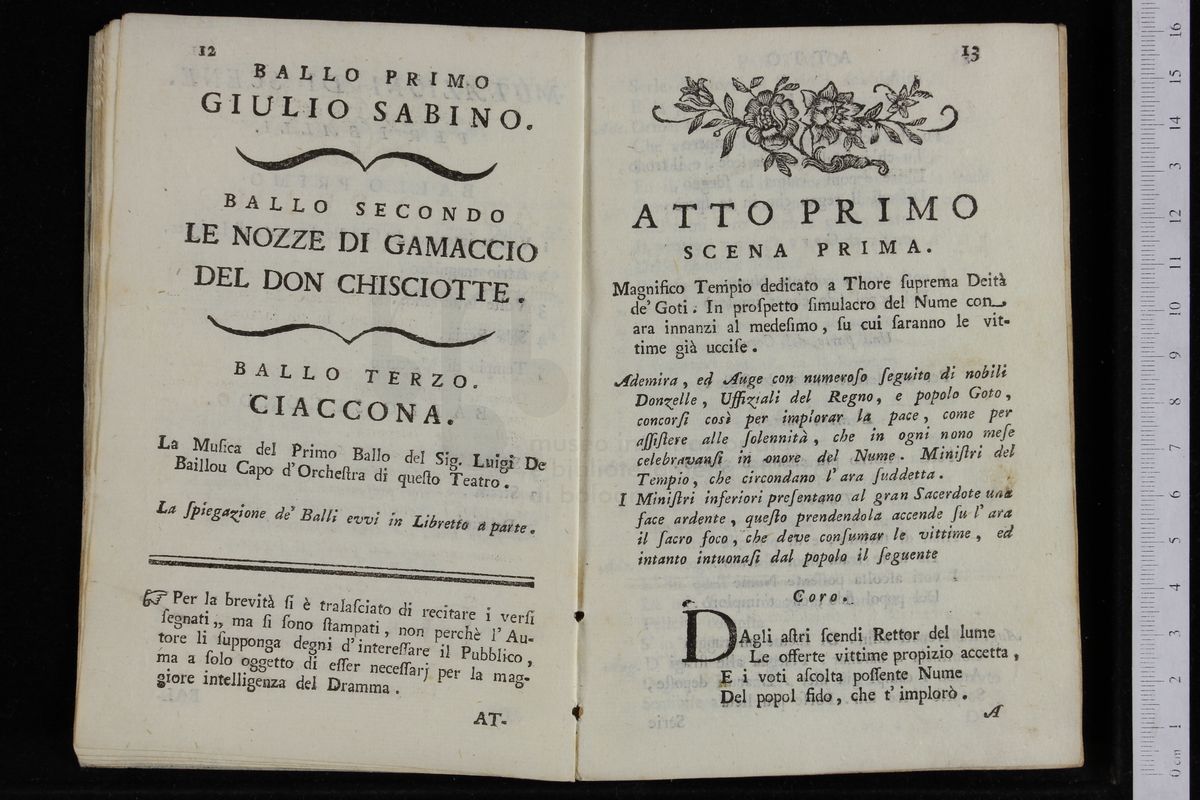 12
BALLO PRIMO
GIULIO SABINO.
BALLO SECONDO
LE NOZZE DI GAMACCIO
DEL DON CHISCIOTTE.
BALLO TERZO.
CIACCONA.
La Muſica del Primo Ballo del Sig. Luigi De
Baillou Capo d'Orcheſtra di queſto Teatro.
La ſpiegazione de' Balli evvi in Libretto a parte.
☞ Per la brevità ſi è tralaſciato di recitare i verſi
ſegnati „ ma ſi ſono ſtampati, non perchè l'Au-
tore li ſupponga degni d'intereſſare il Pubblico,
ma a ſolo oggetto di eſſer neceſſarj per la mag-
giore intelligenza del Dramma.
AT-
13
ATTO PRIMO
SCENA PRIMA.
Magnifico Tempio dedicato a Thore ſuprema Deità
de' Goti. In proſpetto ſimulacro del Nume con
ara innanzi al medeſimo, ſu cui ſaranno le vit-
time già ucciſe.
Ademira, ed Auge con numeroſo ſeguito di nobili
Donzelle, Uffiziali del Regno, e popolo Goto,
concorſi così per implorar la pace, come per
aſſiſtere alle ſolennità, che in ogni nono meſe
celebravanſi in onore del Nume. Miniſtri del
Tempio, che circondano l'ara ſuddetta.
I Miniſtri inferiori preſentano al gran Sacerdote una
face ardente, queſto prendendola accende ſu l'ara
il ſacro foco, che deve conſumar le vittime, ed
intanto intuonaſi dal popolo il ſeguente
Coro.
DAgli aſtri ſcendi Rettor del lume
Le offerte vittime propizio accetta,
E i voti aſcolta poſſente Nume
Del popol fido, che t'implorò.
A
16
15
14
13
12
11
10
9
8
7
6
5
4
3
2
1
0 cm